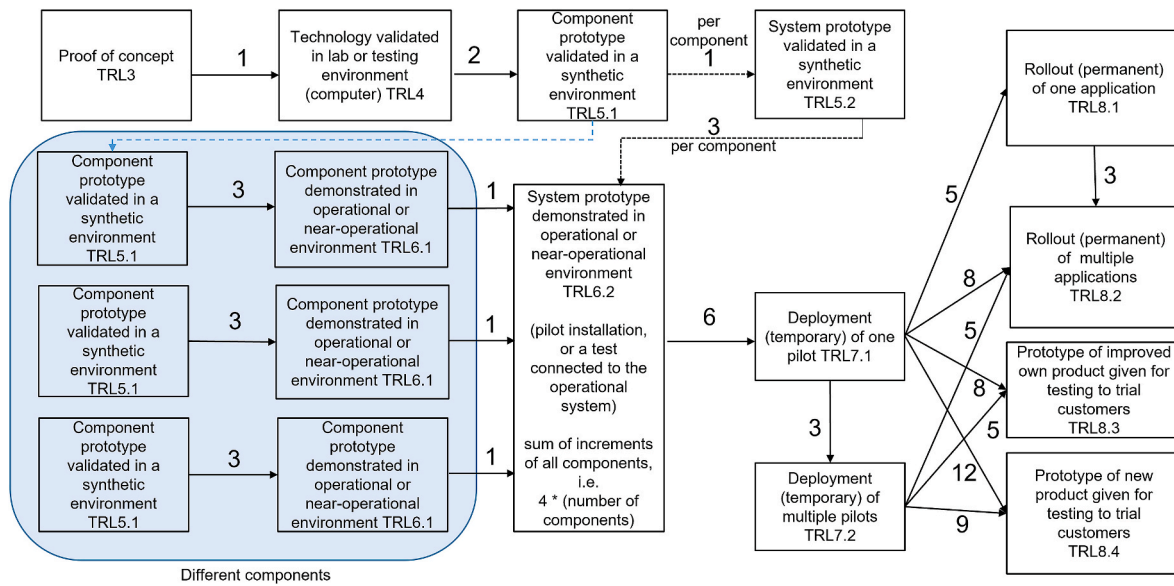 Proof of concept
TRL3
1
Technology validated
in lab or testing
environment
(computer) TRL4
2
Component
prototype
validated in a
synthetic
environment
TRL5.1
per
component
1
System prototype
validated in a
synthetic
environment
TRL5.2
3
per component
Component
prototype
validated in a
synthetic
environment
TRL5.1
3
Component prototype
demonstrated in
operational or
near-operational
environment TRL6.1
1
Component
prototype
validated in a
synthetic
environment
TRL5.1
3
Component prototype
demonstrated in
operational or
near-operational
environment TRL6.1
1
Component
prototype
validated in a
synthetic
environment
TRL5.1
3
Component
prototype
demonstrated in
operational or
near-operational
environment TRL6.1
1
Different components
System prototype
demonstrated in
operational or
near-operational
environment
TRL6.2
(pilot installation,
or a test
connected to the
operational
system)
sum of increments
of all components,
i.e.
4 * (number of
components)
6
Deployment
(temporary) of one
pilot TRL7.1
3
Deployment
(temporary) of
multiple pilots
TRL7.2
5
8
5
8
5
12
9
Rollout (permanent)
of one application
TRL8.1
3
Rollout (permanent)
of multiple
applications
TRL8.2
Prototype of improved
own product given for
testing to trial
customers
TRL8.3
Prototype of new
product given for
testing to trial
customers
TRL8.4